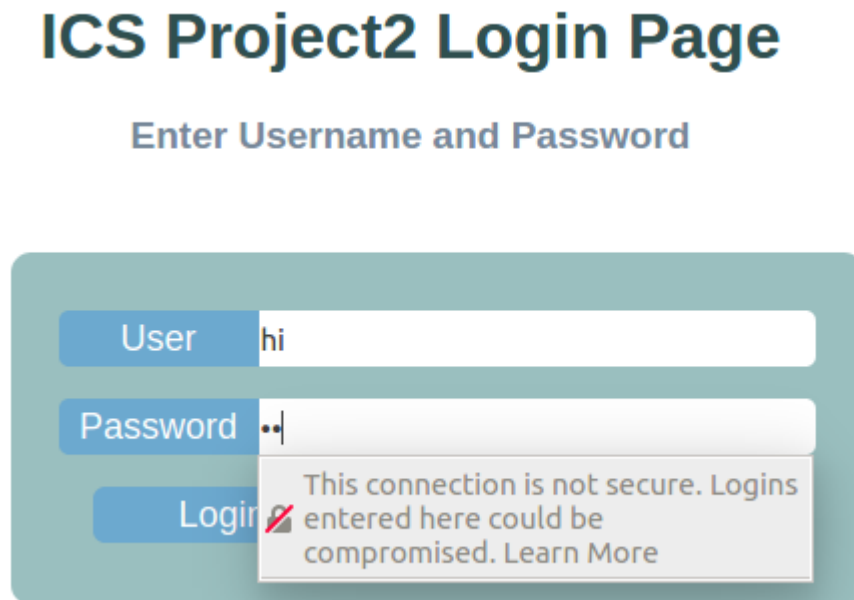 ICS Project2 Login Page
Enter Username and Password
User
hi
Password
••
Login
This connection is not secure. Logins
entered here could be
compromised. Learn More